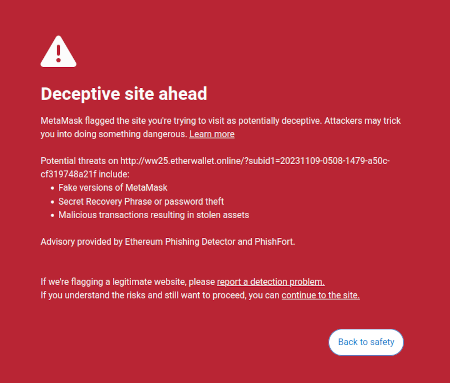 Deceptive site ahead
MetaMask flagged the site you're trying to visit as potentially deceptive. Attackers may trick
you into doing something dangerous. Learn more
Potential threats on http://ww25.etherwallet.online/?subid1=20231109-0508-1479-a50c-
cf319748a21f include:
• Fake versions of MetaMask
• Secret Recovery Phrase or password theft
• Malicious transactions resulting in stolen assets
Advisory provided by Ethereum Phishing Detector and PhishFort.
If we're flagging a legitimate website, please report a detection problem.
If you understand the risks and still want to proceed, you can continue to the site.
Back to safety